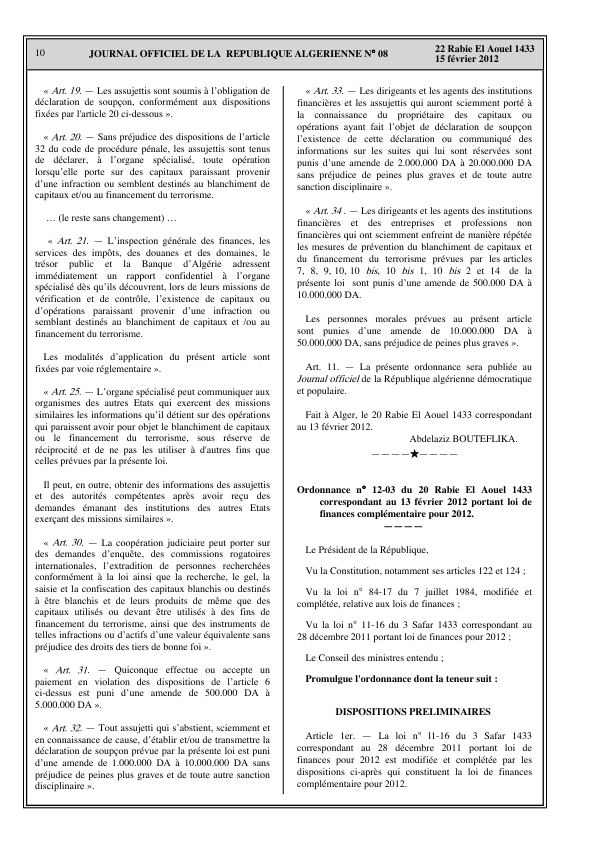 10
JOURNAL OFFICIEL DE LA REPUBLIQUE ALGERIENNE N° 08
22 Rabie El Aouel 1433
15 février 2012
« Art. 19. — Les assujettis sont soumis à l'obligation de
déclaration de soupçon, conformément aux dispositions
fixées par l'article 20 ci-dessous ».
« Art. 20. — Sans préjudice des dispositions de l'article
32 du code de procédure pénale, les assujettis sont tenus
de déclarer, à l'organe spécialisé, toute opération
lorsqu'elle porte sur des capitaux paraissant provenir
d'une infraction ou semblent destinés au blanchiment de
capitaux et/ou au financement du terrorisme.
… (le reste sans changement) …
« Art. 21. — L'inspection générale des finances, les
services des impôts, des douanes et des domaines, le
trésor public et la Banque d'Algérie adressent
immédiatement un rapport confidentiel à l'organe
spécialisé dès qu'ils découvrent, lors de leurs missions de
vérification et de contrôle, l'existence de capitaux ou
d'opérations paraissant provenir d'une infraction ou
semblant destinés au blanchiment de capitaux et /ou au
financement du terrorisme.
Les modalités d'application du présent article sont
fixées par voie réglementaire ».
« Art. 25. — L'organe spécialisé peut communiquer aux
organismes des autres Etats qui exercent des missions
similaires les informations qu'il détient sur des opérations
qui paraissent avoir pour objet le blanchiment de capitaux
ou le financement du terrorisme, sous réserve de
réciprocité et de ne pas les utiliser à d'autres fins que
celles prévues par la présente loi.
Il peut, en outre, obtenir des informations des assujettis
et des autorités compétentes après avoir reçu des
demandes émanant des institutions des autres Etats
exerçant des missions similaires ».
« Art. 30. — La coopération judiciaire peut porter sur
des demandes d'enquête, des commissions rogatoires
internationales, l'extradition de personnes recherchées
conformément à la loi ainsi que la recherche, le gel, la
saisie et la confiscation des capitaux blanchis ou destinés
à être blanchis et de leurs produits de même que des
capitaux utilisés ou devant être utilisés à des fins de
financement du terrorisme, ainsi que des instruments de
telles infractions ou d'actifs d'une valeur équivalente sans
préjudice des droits des tiers de bonne foi ».
« Art. 31. — Quiconque effectue ou accepte un
paiement en violation des dispositions de l'article 6
ci-dessus est puni d'une amende de 500.000 DA à
5.000.000 DA ».
« Art. 32. — Tout assujetti qui s'abstient, sciemment et
en connaissance de cause, d'établir et/ou de transmettre la
déclaration de soupçon prévue par la présente loi est puni
d'une amende de 1.000.000 DA à 10.000.000 DA sans
préjudice de peines plus graves et de toute autre sanction
disciplinaire ».
« Art. 33. — Les dirigeants et les agents des institutions
financières et les assujettis qui auront sciemment porté à
la connaissance du propriétaire des capitaux ou
opérations ayant fait l'objet de déclaration de soupçon
l'existence de cette déclaration ou communiqué des
informations sur les suites qui lui sont réservées sont
punis d'une amende de 2.000.000 DA à 20.000.000 DA
sans préjudice de peines plus graves et de toute autre
sanction disciplinaire ».
« Art. 34 . — Les dirigeants et les agents des institutions
financières et des entreprises et professions non
financières qui ont sciemment enfreint de manière répétée
les mesures de prévention du blanchiment de capitaux et
du financement du terrorisme prévues par les articles
7, 8, 9, 10, 10 bis, 10 bis 1, 10 bis 2 et 14 de la
présente loi sont punis d'une amende de 500.000 DA à
10.000.000 DA.
Les personnes morales prévues au présent article
sont punies d'une amende de 10.000.000 DA à
50.000.000 DA, sans préjudice de peines plus graves ».
Art. 11. — La présente ordonnance sera publiée au
Journal officiel de la République algérienne démocratique
et populaire.
Fait à Alger, le 20 Rabie El Aouel 1433 correspondant
au 13 février 2012.
Abdelaziz BOUTEFLIKA.
————★————
Ordonnance n° 12-03 du 20 Rabie El Aouel 1433
correspondant au 13 février 2012 portant loi de
finances complémentaire pour 2012.
————
Le Président de la République,
Vu la Constitution, notamment ses articles 122 et 124 ;
Vu la loi n° 84-17 du 7 juillet 1984, modifiée et
complétée, relative aux lois de finances ;
Vu la loi n° 11-16 du 3 Safar 1433 correspondant au
28 décembre 2011 portant loi de finances pour 2012 ;
Le Conseil des ministres entendu ;
Promulgue l'ordonnance dont la teneur suit :
DISPOSITIONS PRELIMINAIRES
Article 1er. — La loi n° 11-16 du 3 Safar 1433
correspondant au 28 décembre 2011 portant loi de
finances pour 2012 est modifiée et complétée par les
dispositions ci-après qui constituent la loi de finances
complémentaire pour 2012.